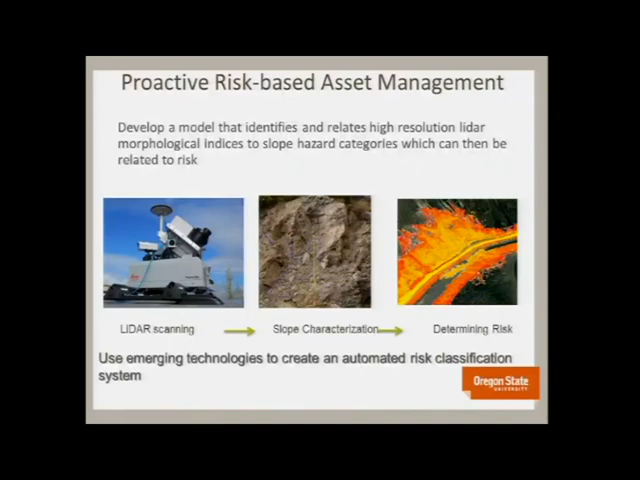 Proactive Risk-based Asset Management
Develop a model that identifies and relates high resolution lidar
morphological indices to slope hazard categories which can then be
related to risk
LiDAR scanning
Slope Characterization
Determining Risk
Use emerging technologies to create an automated risk classification
system
Oregon State
UNIVERSITY